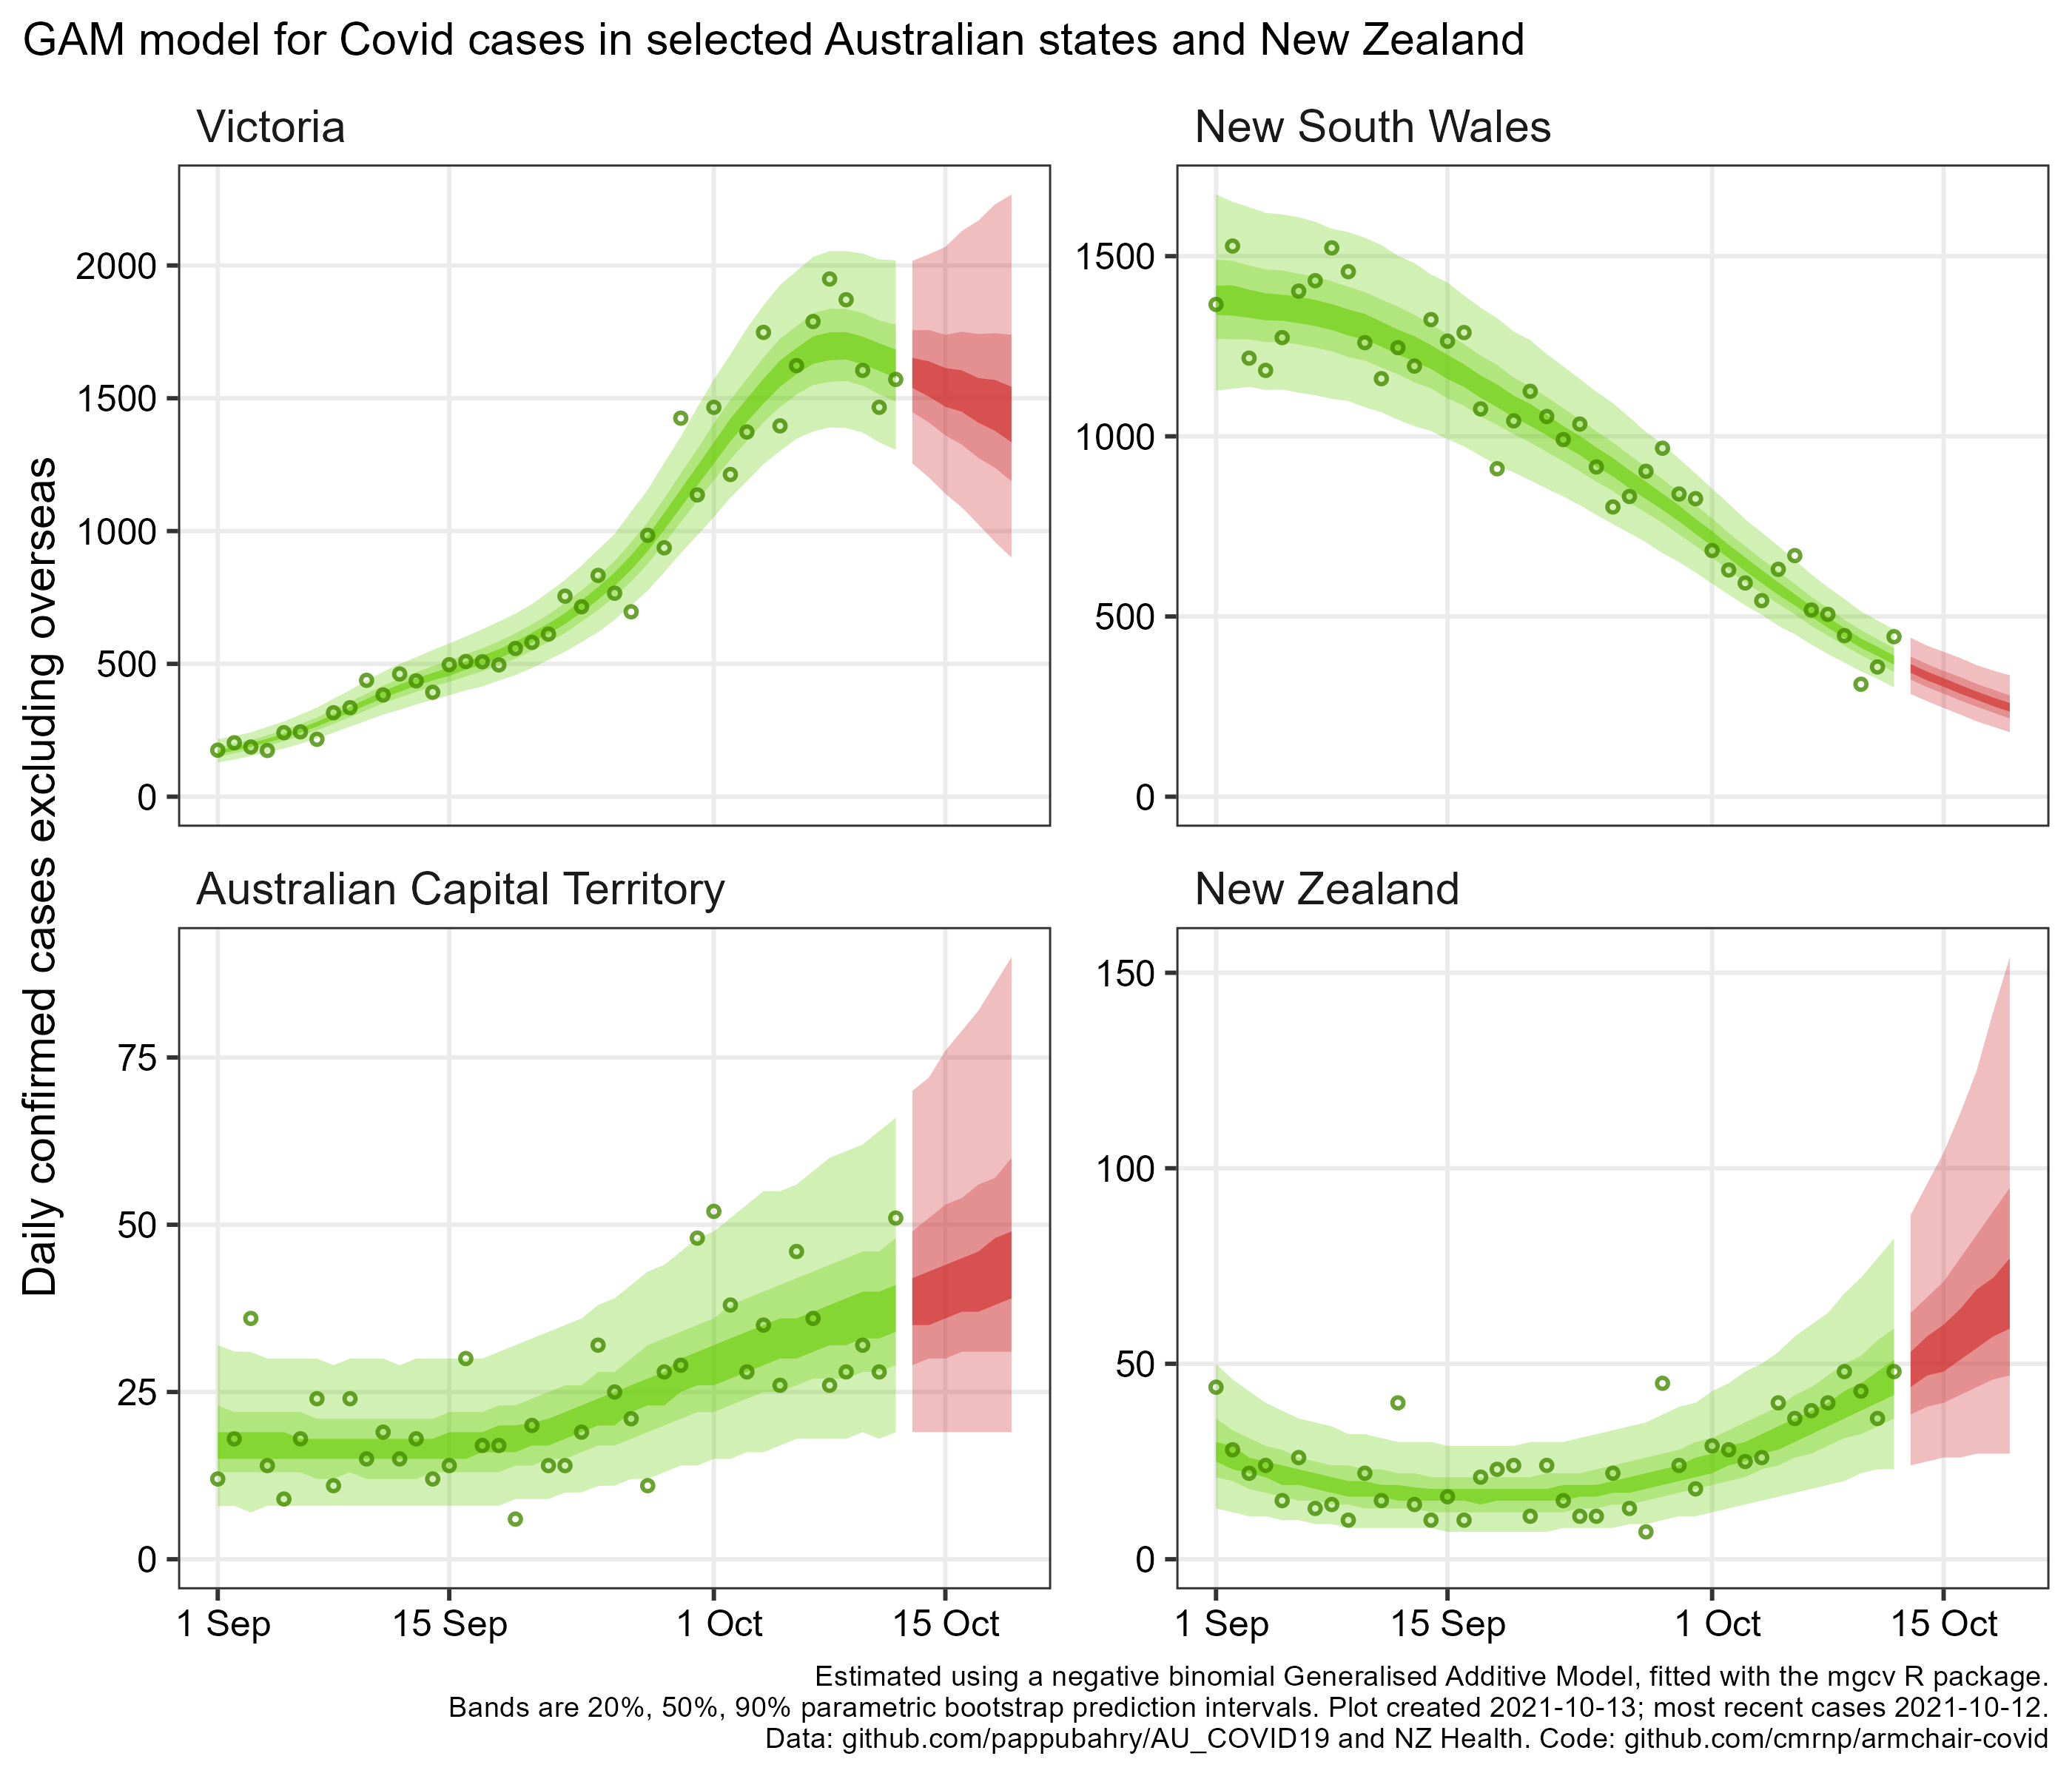 GAM model for Covid cases in selected Australian states and New Zealand
Daily confirmed cases excluding overseas
Victoria
2000
1500
1000
500
0
New South Wales
1500
1000
500
0
Australian Capital Territory
75
50
25
0
1 Sep
15 Sep
1 Oct
15 Oct
New Zealand
150
100
50
0
1 Sep
15 Sep
1 Oct
15 Oct
Estimated using a negative binomial Generalised Additive Model, fitted with the mgcv R package.
Bands are 20%, 50%, 90% parametric bootstrap prediction intervals. Plot created 2021-10-13; most recent cases 2021-10-12.
Data: github.com/pappubahry/AU_COVID19 and NZ Health. Code: github.com/cmrnp/armchair-covid